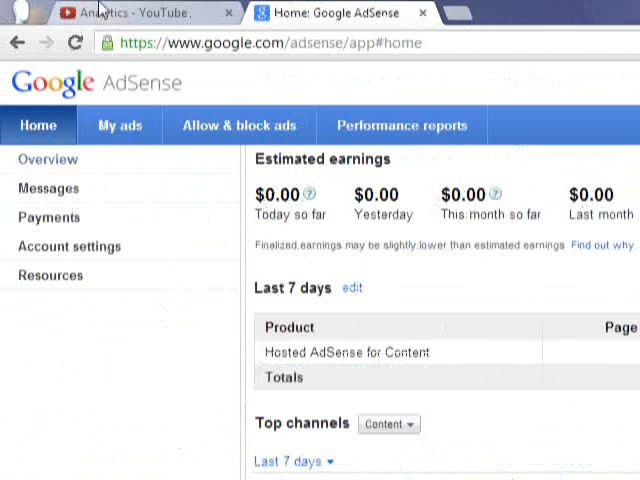 Analytics - YouTube
Home: Google AdSense
https://www.google.com/adsense/app#home
Google AdSense
Home My ads Allow & block ads Performance reports
Overview
Messages
Payments
Account settings
Resources
Estimated earnings
$0.00 ? $0.00 $0.00 ? $0.00
Today so far Yesterday This month so far Last month
Finalized earnings may be slightly lower than estimated earnings Find out why
Last 7 days edit
Product Page
Hosted AdSense for Content
Totals
Top channels Content
Last 7 days